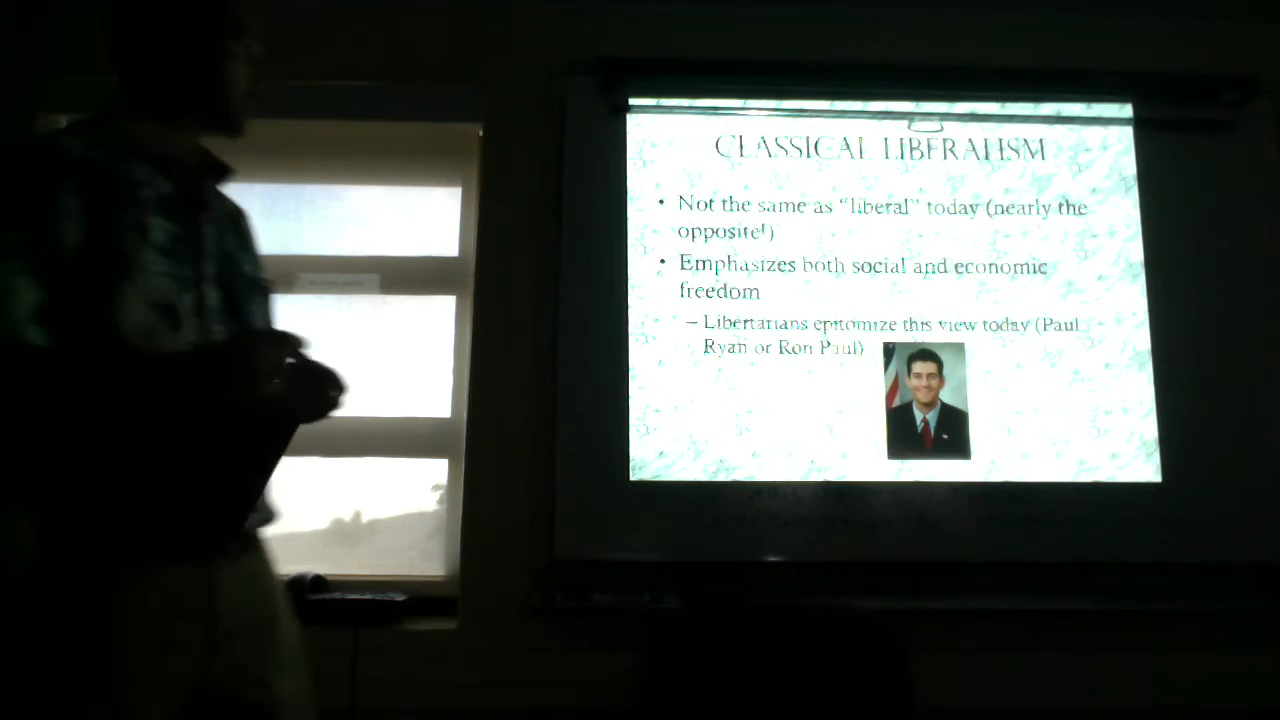 CLASSICAL LIBERALISM
• Not the same as “liberal” today (nearly the
opposite!)
• Emphasizes both social and economic
freedom
– Libertarians epitomize this view today (Paul
Ryan or Ron Paul)